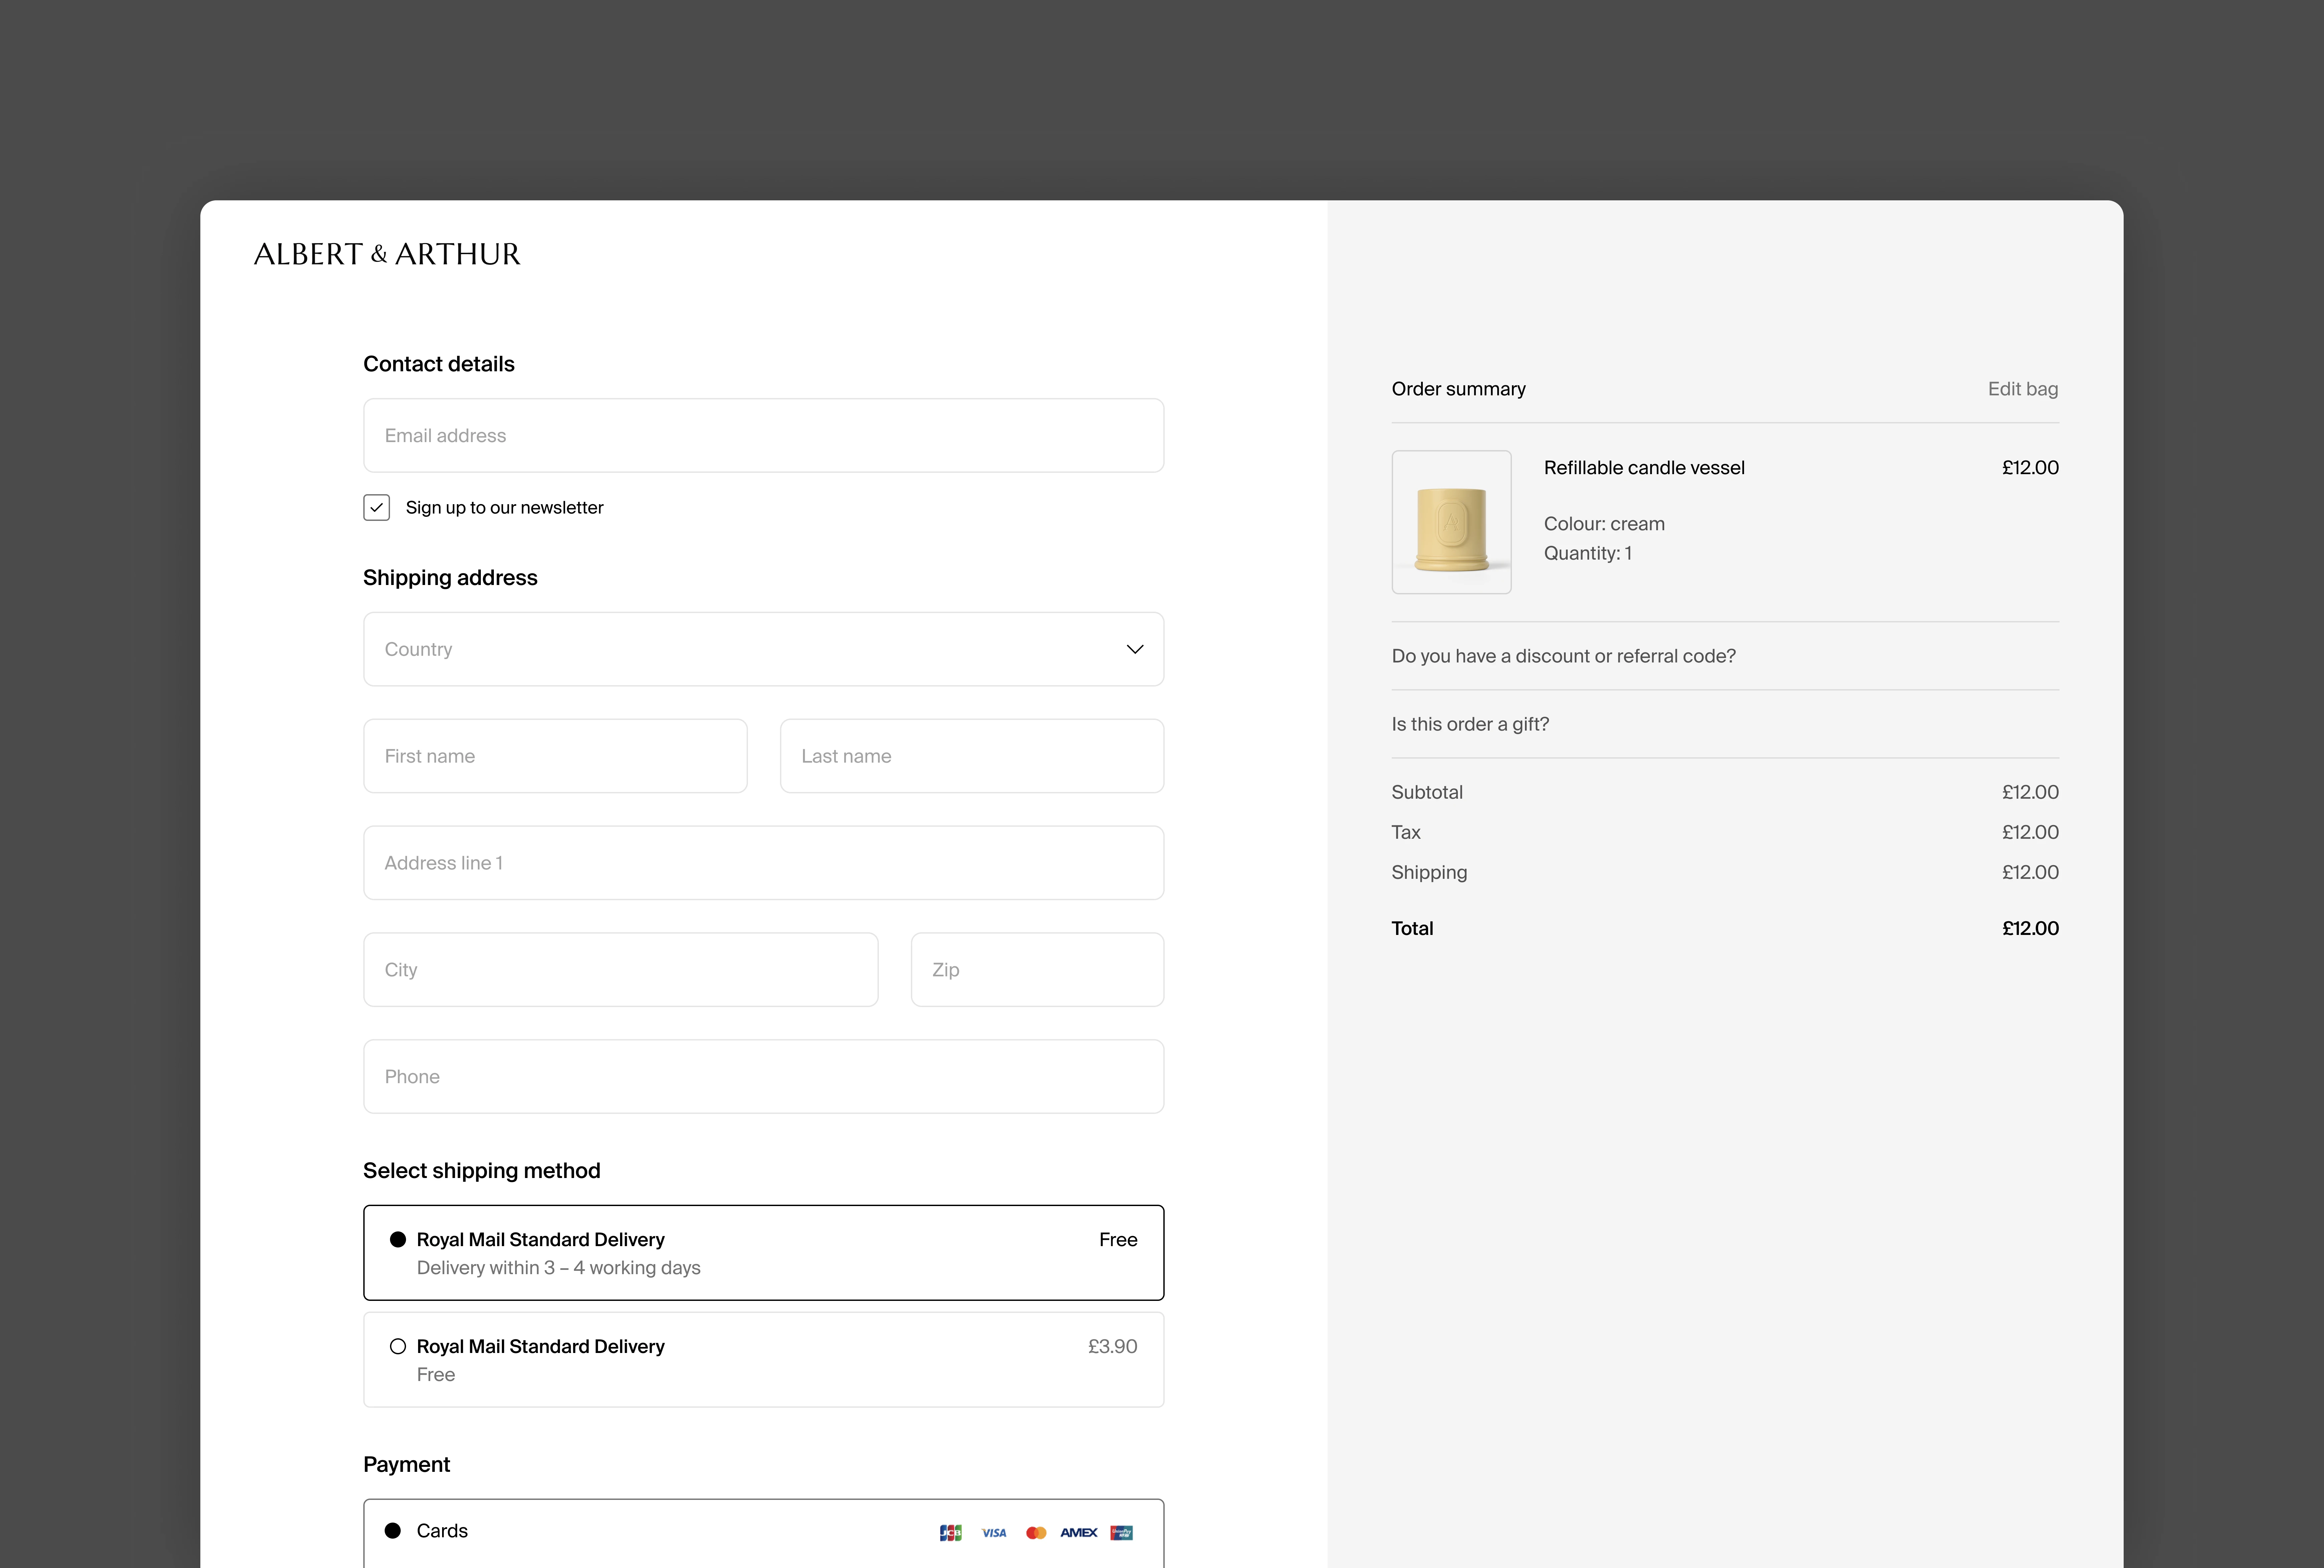 ALBERT & ARTHUR
Contact details
Email address
Sign up to our newsletter
Shipping address
Country
First name
Last name
Address line 1
City
Zip
Phone
Select shipping method
Royal Mail Standard Delivery
Free
Delivery within 3 – 4 working days
Royal Mail Standard Delivery
£3.90
Free
Payment
Cards
JCB
VISA
AMEX
UnionPay
Order summary
Edit bag
Refillable candle vessel
£12.00
Colour: cream
Quantity: 1
Do you have a discount or referral code?
Is this order a gift?
Subtotal
£12.00
Tax
£12.00
Shipping
£12.00
Total
£12.00